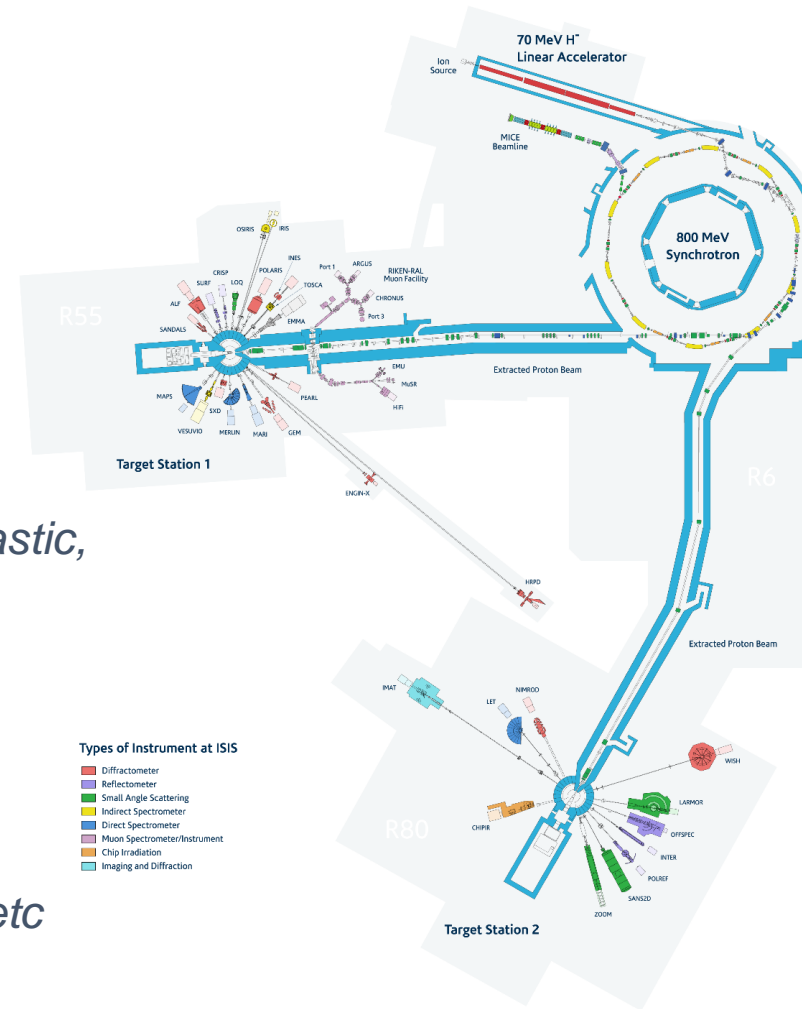 70 MeV H⁻
Linear Accelerator
Ion
Source
MICE
Beamline
800 MeV
Synchrotron
OSIRIS
IRIS
INES
POLARIS
TOSCA
CRISP
LOQ
SURF
ALF
SANDALS
EMMA
Port 1
ARGUS
RIKEN-RAL
Muon Facility
CHRONUS
Port 3
R55
Extracted Proton Beam
EMU
MuSR
HiFi
PEARL
MAPS
VESUVIO
SXD
MERLIN
MARI
GEM
Target Station 1
ENGIN-X
R6
astic,
HRPD
Extracted Proton Beam
IMAT
LET
NIMROD
WISH
Types of Instrument at ISIS
Diffractometer
Reflectometer
Small Angle Scattering
Indirect Spectrometer
Direct Spectrometer
Muon Spectrometer/Instrument
Chip Irradiation
Imaging and Diffraction
R80
CHIPIR
LARMOR
OFFSPEC
INTER
POLREF
SANS2D
ZOOM
etc
Target Station 2